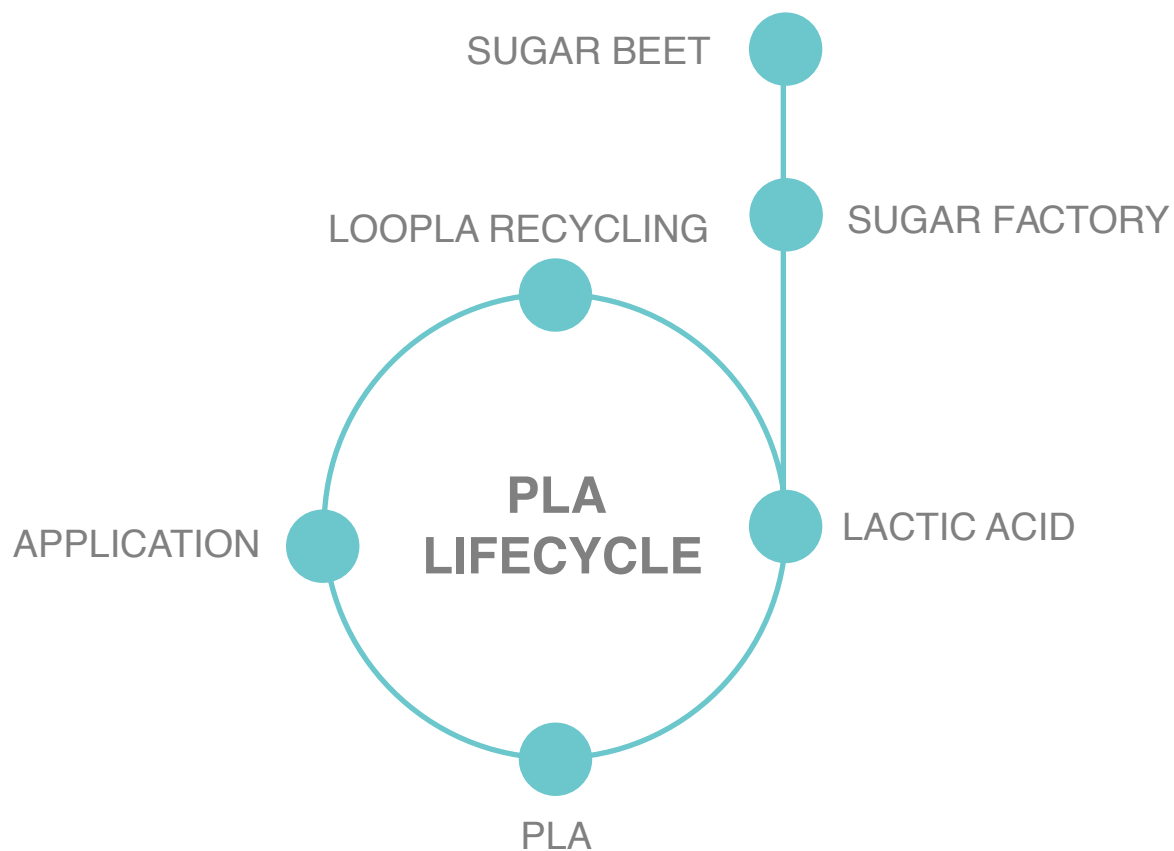 SUGAR BEET
SUGAR FACTORY
LOOPLA RECYCLING
PLA
LIFECYCLE
LACTIC ACID
APPLICATION
PLA